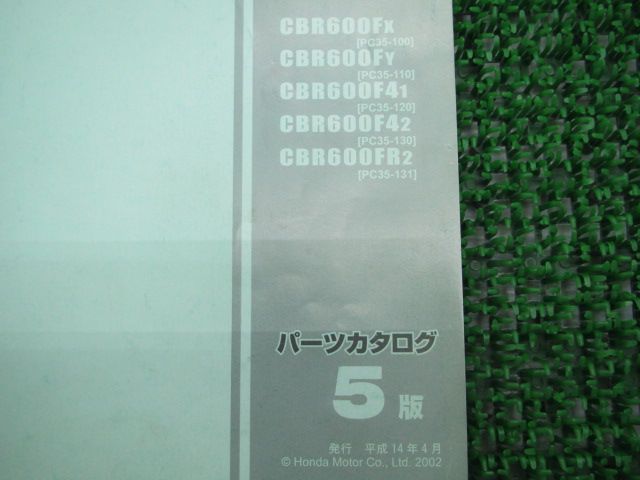 CBR600FX
[PC35-100]
CBR600FY
[PC35-110]
CBR600F41
[PC35-120]
CBR600F42
[PC35-130]
CBR600FR2
[PC35-131]
パーツカタログ
5版
発行 平成14年4月
© Honda Motor Co., Ltd. 2002